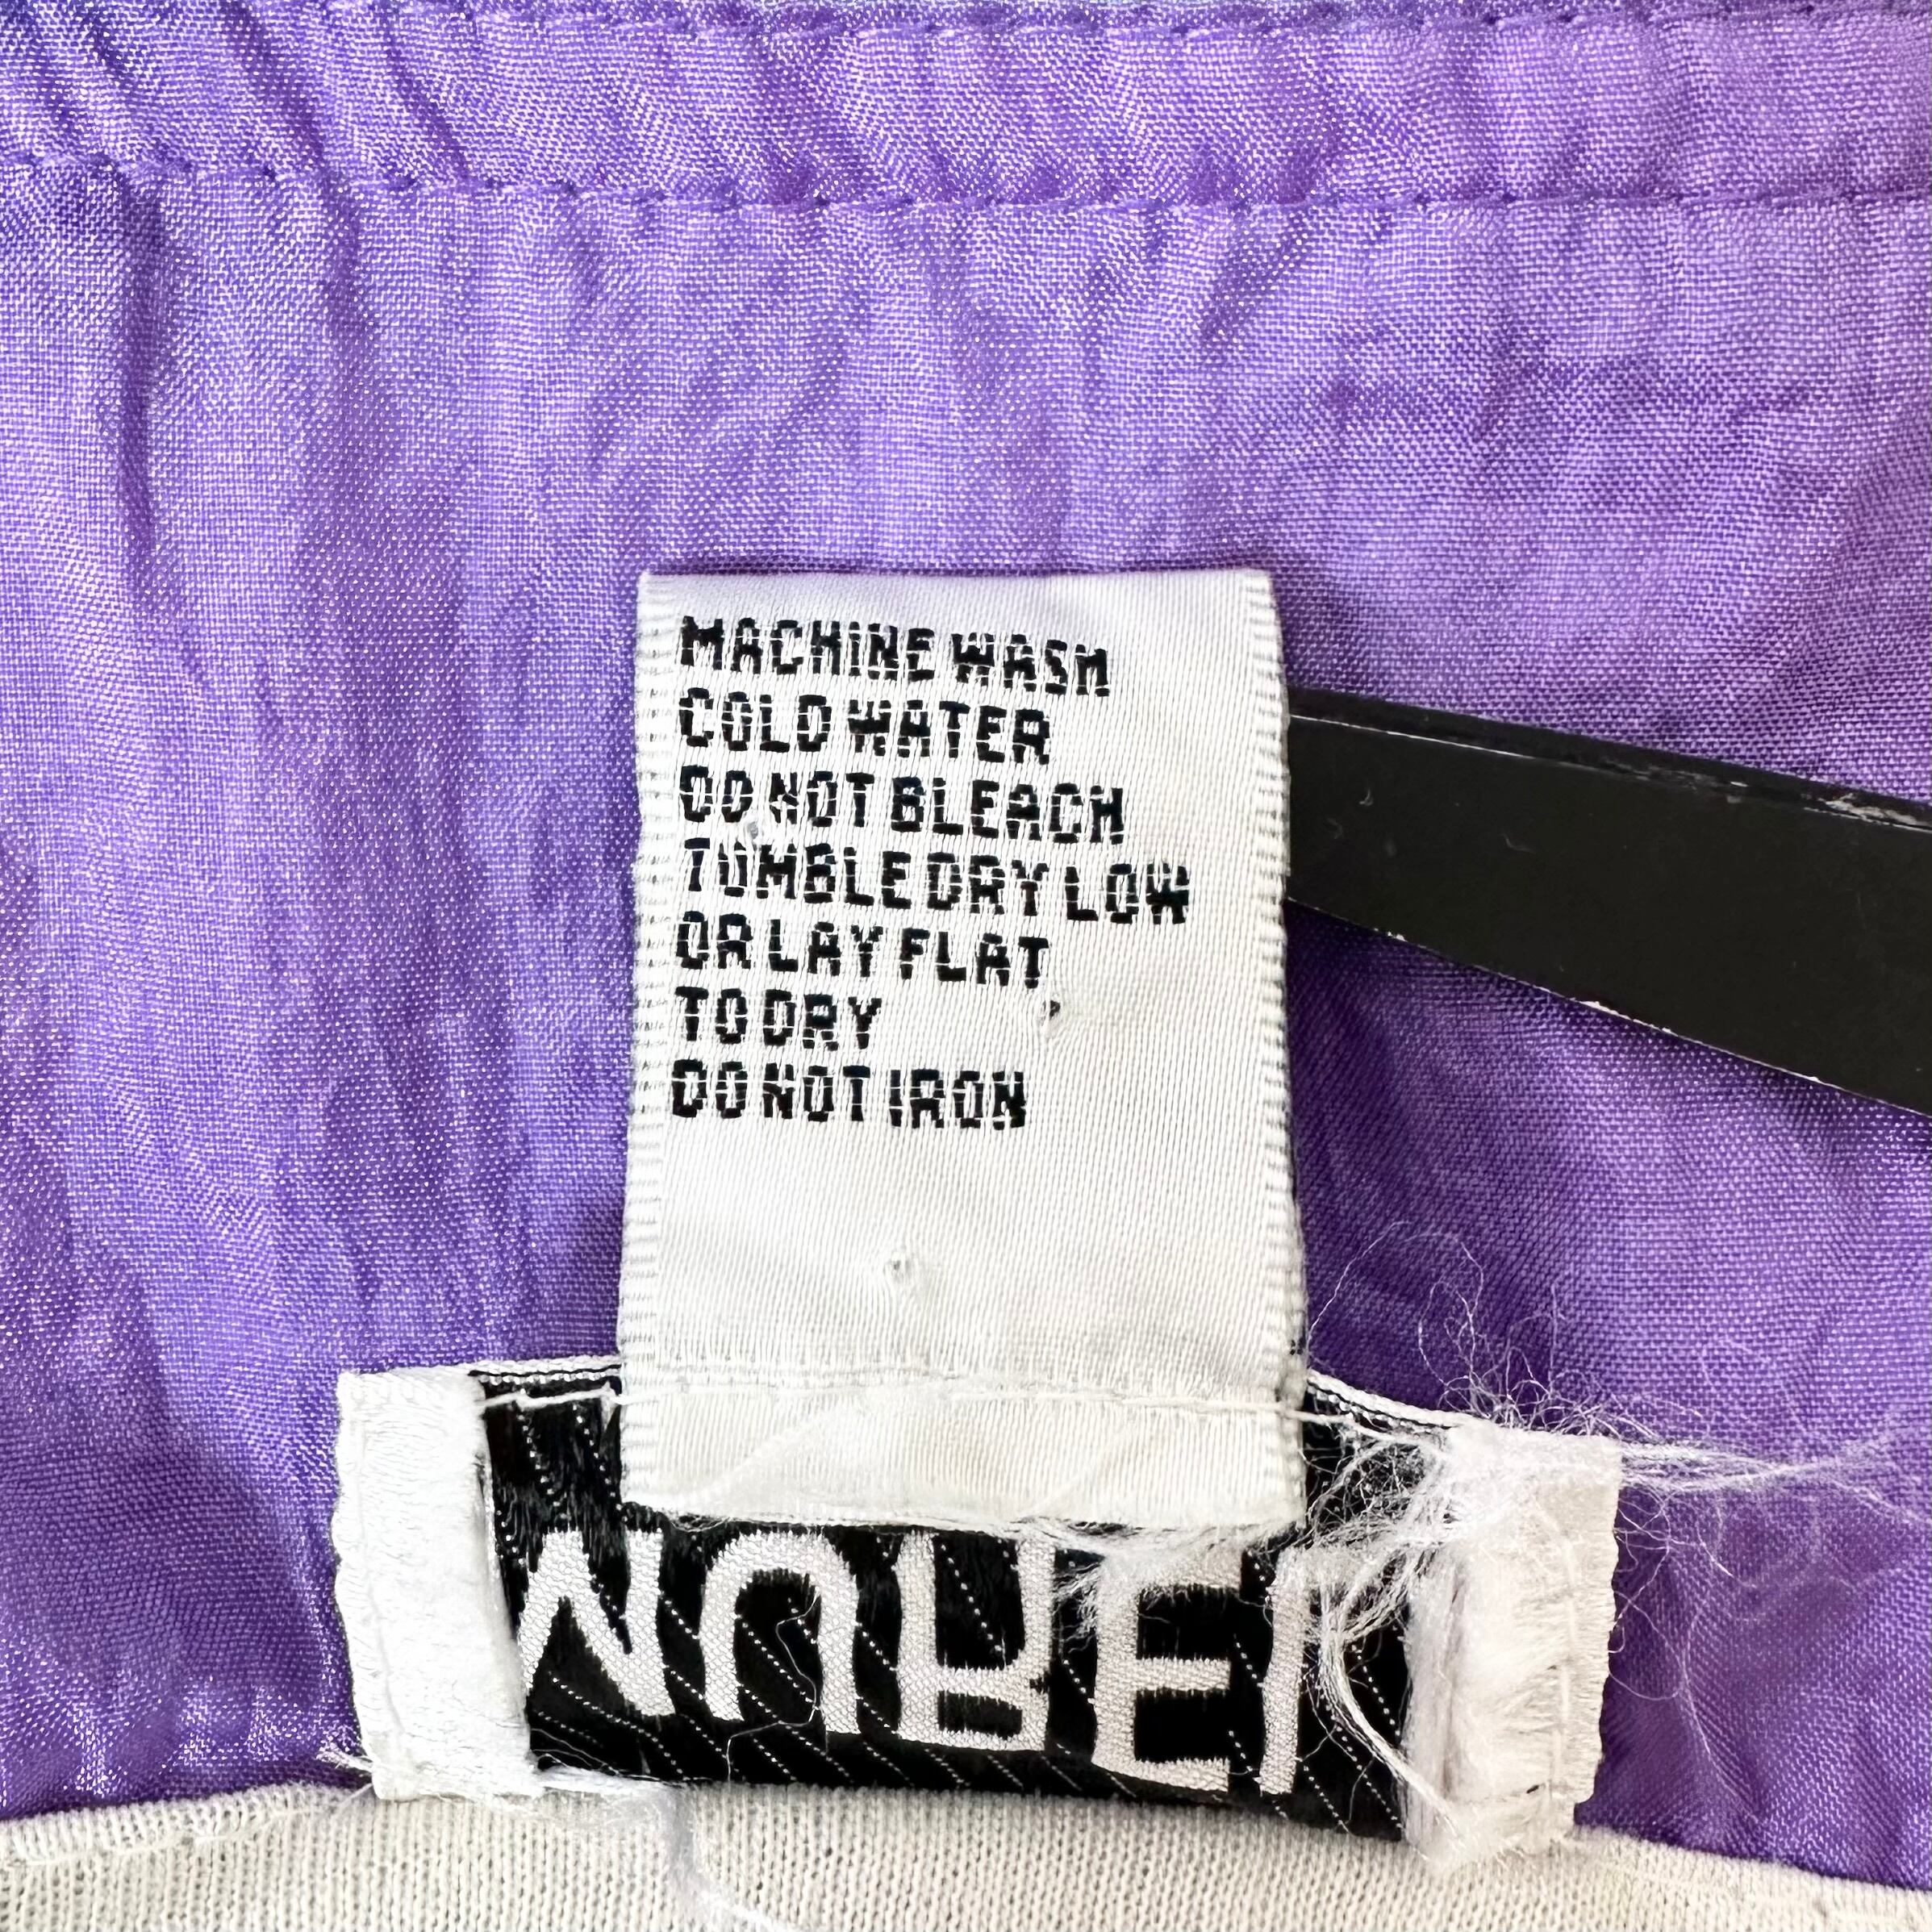 MACHINE WASH
COLD WATER
DO NOT BLEACH
TUMBLE DRY LOW
OR LAY FLAT
TO DRY
DO NOT IRON